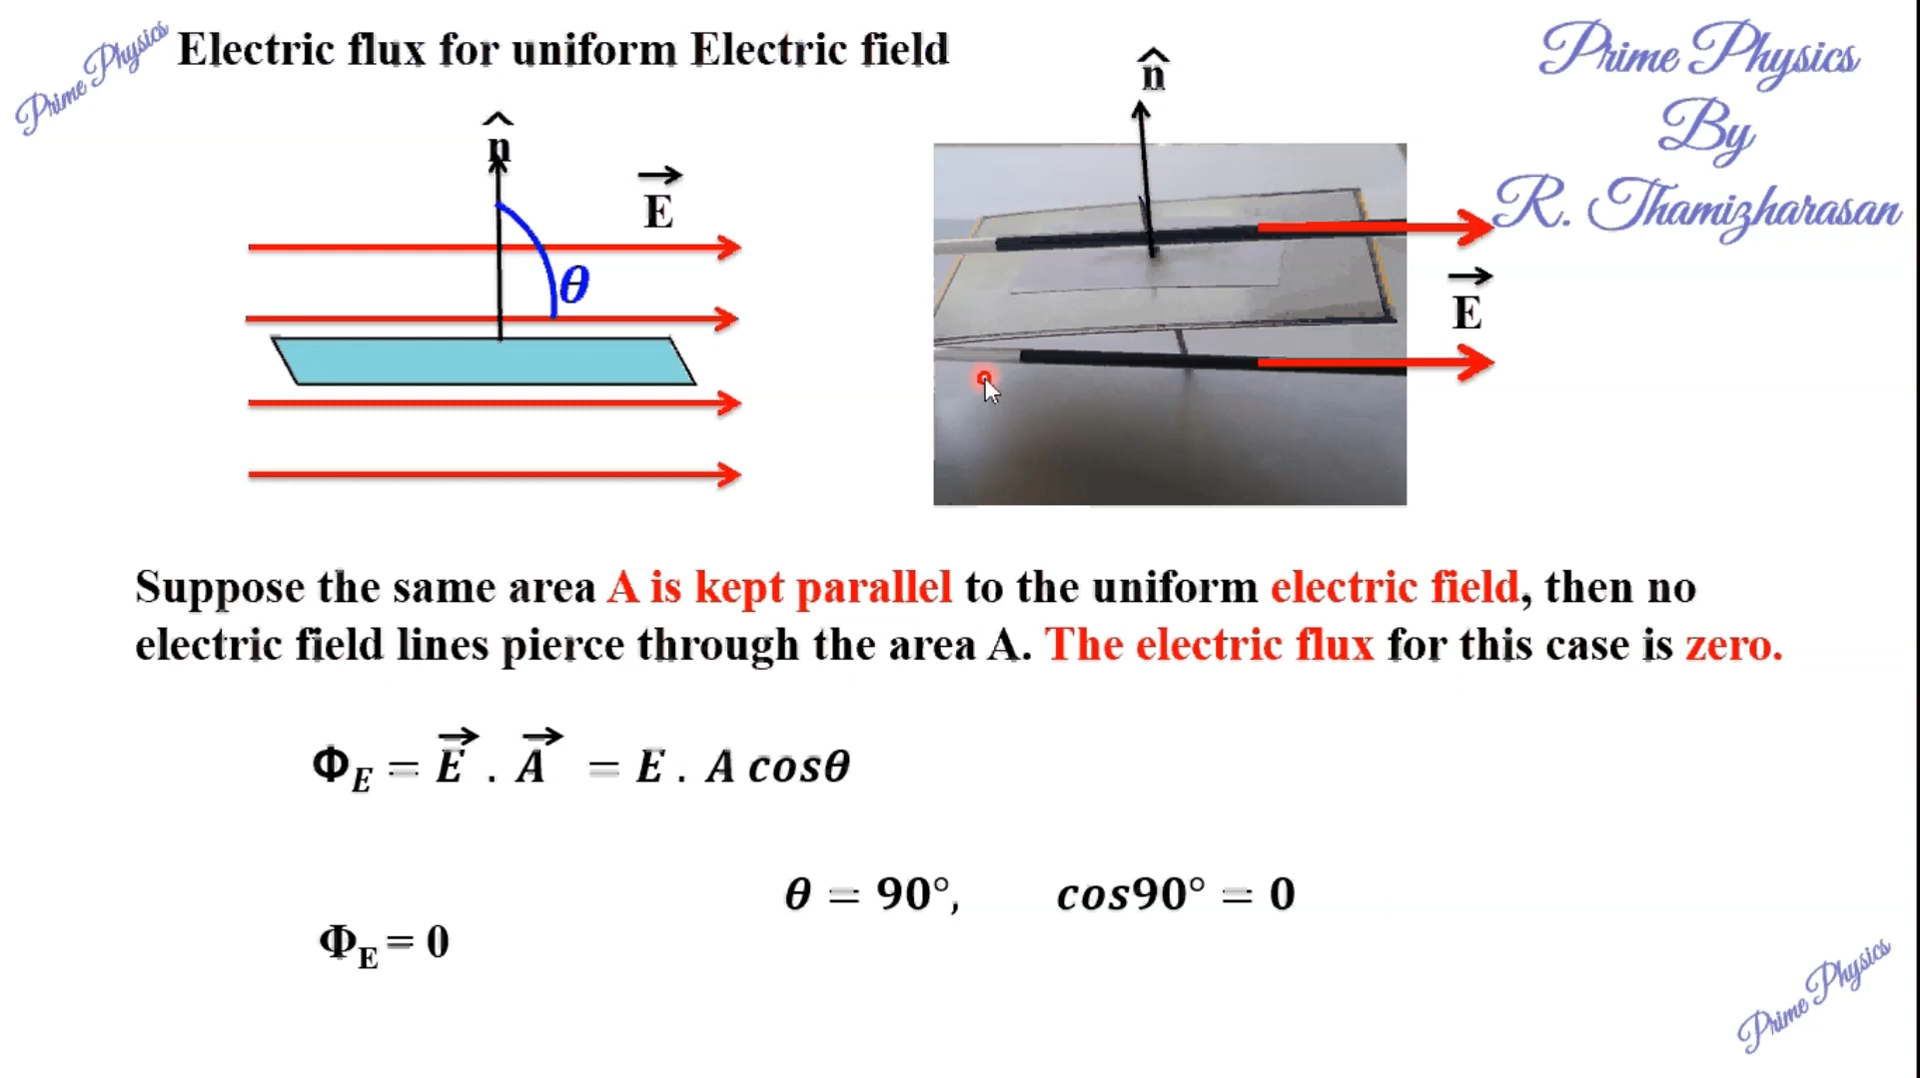 Prime Physics
Electric flux for uniform Electric field
Prime Physics
By
R. Thamizharasan
n̂
E⃗
θ
n̂
E⃗
Suppose the same area A is kept parallel to the uniform electric field, then no
electric field lines pierce through the area A. The electric flux for this case is zero.
Φ_E = E⃗ . A⃗ = E . A cosθ
θ = 90°, cos90° = 0
Φ_E = 0
Prime Physics